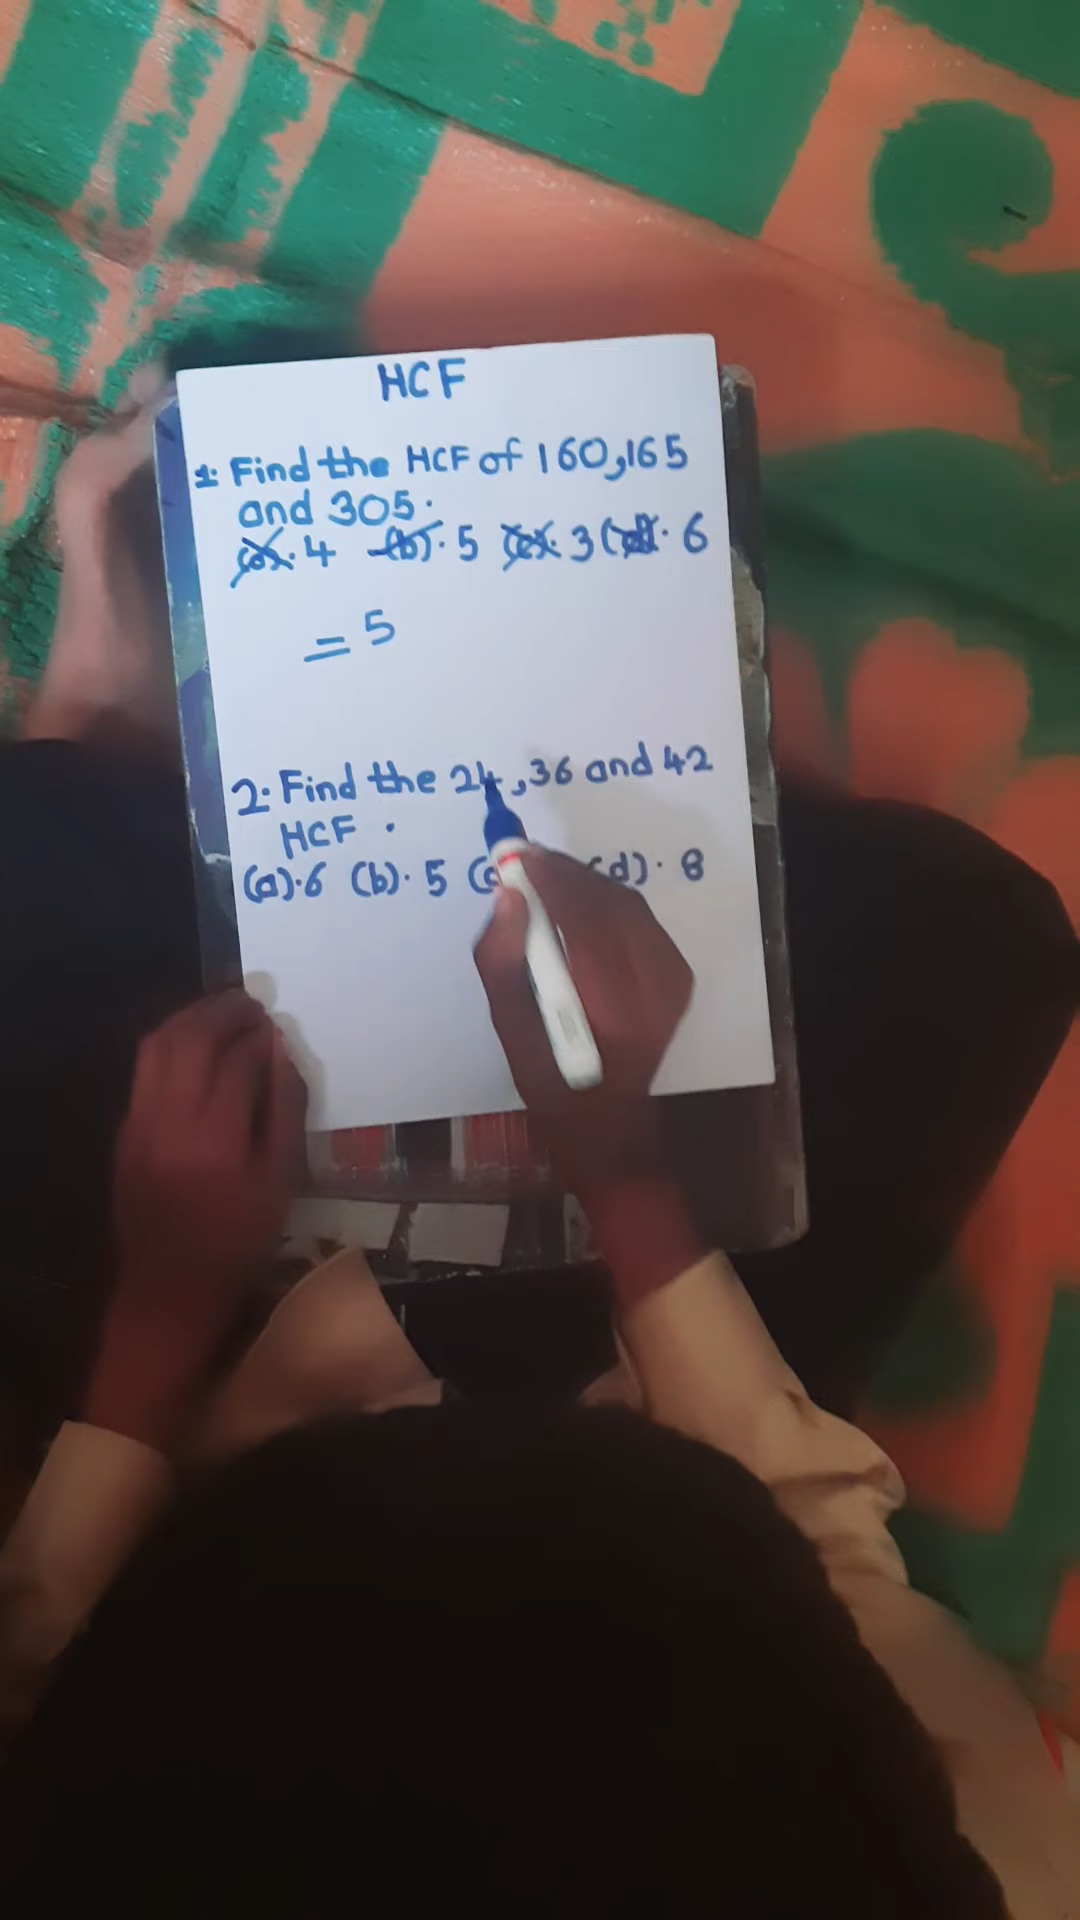 HCF
1. Find the HCF of 160,165
and 305.
(a). 4 (b). 5 (c). 3 (d). 6
= 5
2. Find the 24,36 and 42
HCF .
(a).6 (b). 5 (c d). 8